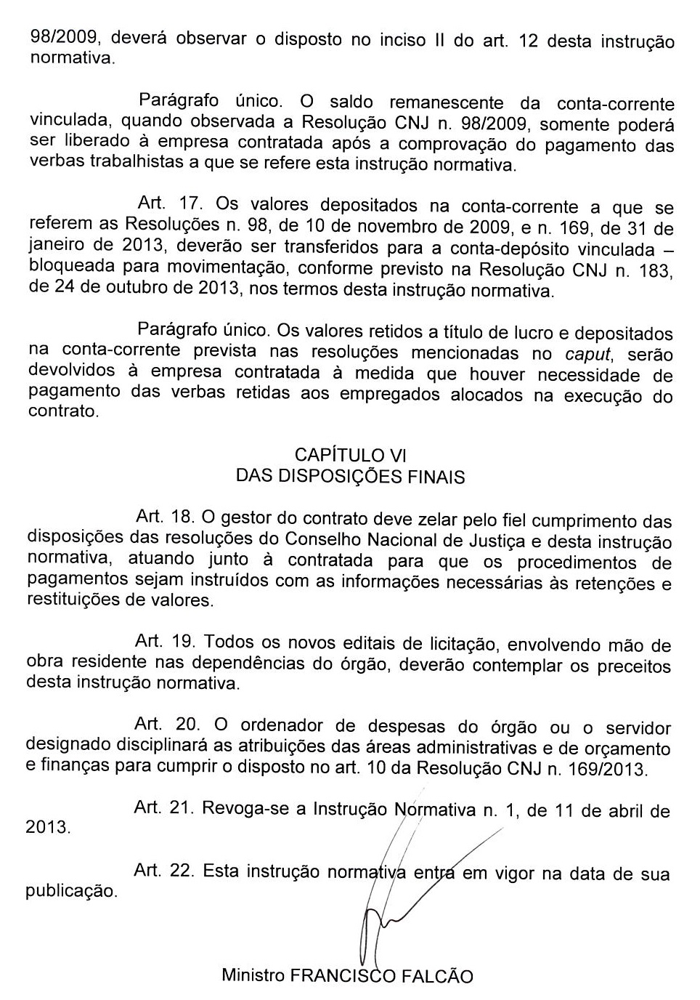 98/2009, deverá observar o disposto no inciso II do art. 12 desta instrução
normativa.
Parágrafo único. O saldo remanescente da conta-corrente
vinculada, quando observada a Resolução CNJ n. 98/2009, somente poderá
ser liberado à empresa contratada após a comprovação do pagamento das
verbas trabalhistas a que se refere esta instrução normativa.
Art. 17. Os valores depositados na conta-corrente a que se
referem as Resoluções n. 98, de 10 de novembro de 2009, e n. 169, de 31 de
janeiro de 2013, deverão ser transferidos para a conta-depósito vinculada –
bloqueada para movimentação, conforme previsto na Resolução CNJ n. 183,
de 24 de outubro de 2013, nos termos desta instrução normativa.
Parágrafo único. Os valores retidos a título de lucro e depositados
na conta-corrente prevista nas resoluções mencionadas no caput, serão
devolvidos à empresa contratada à medida que houver necessidade de
pagamento das verbas retidas aos empregados alocados na execução do
contrato.
CAPÍTULO VI
DAS DISPOSIÇÕES FINAIS
Art. 18. O gestor do contrato deve zelar pelo fiel cumprimento das
disposições das resoluções do Conselho Nacional de Justiça e desta instrução
normativa, atuando junto à contratada para que os procedimentos de
pagamentos sejam instruídos com as informações necessárias às retenções e
restituições de valores.
Art. 19. Todos os novos editais de licitação, envolvendo mão de
obra residente nas dependências do órgão, deverão contemplar os preceitos
desta instrução normativa.
Art. 20. O ordenador de despesas do órgão ou o servidor
designado disciplinará as atribuições das áreas administrativas e de orçamento
e finanças para cumprir o disposto no art. 10 da Resolução CNJ n. 169/2013.
Art. 21. Revoga-se a Instrução Normativa n. 1, de 11 de abril de
2013.
Art. 22. Esta instrução normativa entra em vigor na data de sua
publicação.
Ministro FRANCISCO FALCÃO